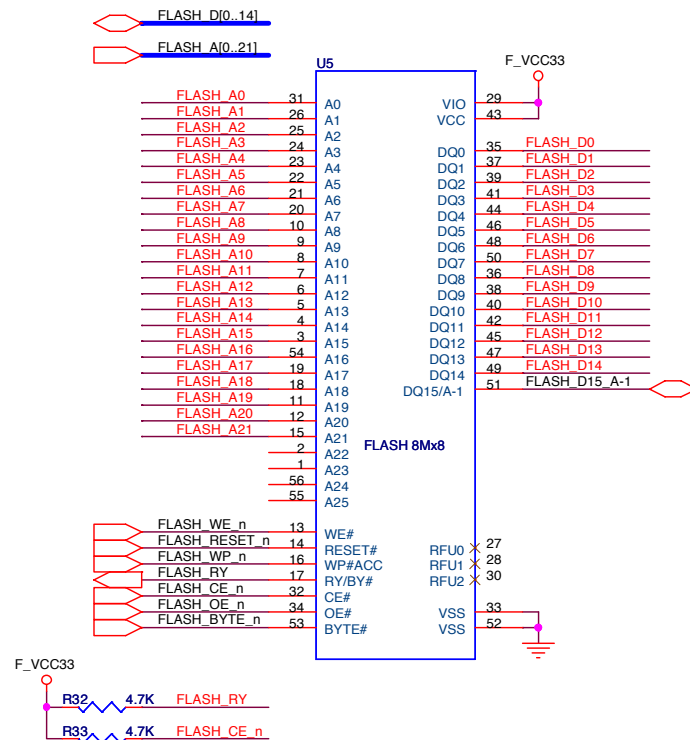 FLASH_D[0..14]
FLASH_A[0..21]
U5
F_VCC33
FLASH_A0 31 A0
FLASH_A1 26 A1
FLASH_A2 25 A2
FLASH_A3 24 A3
FLASH_A4 23 A4
FLASH_A5 22 A5
FLASH_A6 21 A6
FLASH_A7 20 A7
FLASH_A8 10 A8
FLASH_A9 9 A9
FLASH_A10 8 A10
FLASH_A11 7 A11
FLASH_A12 6 A12
FLASH_A13 5 A13
FLASH_A14 4 A14
FLASH_A15 3 A15
FLASH_A16 54 A16
FLASH_A17 19 A17
FLASH_A18 18 A18
FLASH_A19 11 A19
FLASH_A20 12 A20
FLASH_A21 15 A21
2 A22
1 A23
56 A24
55 A25
VIO 29
VCC 43
DQ0 35 FLASH_D0
DQ1 37 FLASH_D1
DQ2 39 FLASH_D2
DQ3 41 FLASH_D3
DQ4 44 FLASH_D4
DQ5 46 FLASH_D5
DQ6 48 FLASH_D6
DQ7 50 FLASH_D7
DQ8 36 FLASH_D8
DQ9 38 FLASH_D9
DQ10 40 FLASH_D10
DQ11 42 FLASH_D11
DQ12 45 FLASH_D12
DQ13 47 FLASH_D13
DQ14 49 FLASH_D14
DQ15/A-1 51 FLASH_D15_A-1
FLASH 8Mx8
FLASH_WE_n 13 WE#
FLASH_RESET_n 14 RESET#
FLASH_WP_n 16 WP#ACC
FLASH_RY 17 RY/BY#
FLASH_CE_n 32 CE#
FLASH_OE_n 34 OE#
FLASH_BYTE_n 53 BYTE#
RFU0 27
RFU1 28
RFU2 30
VSS 33
VSS 52
F_VCC33
R32 4.7K FLASH_RY
R33 4.7K FLASH_CE_n